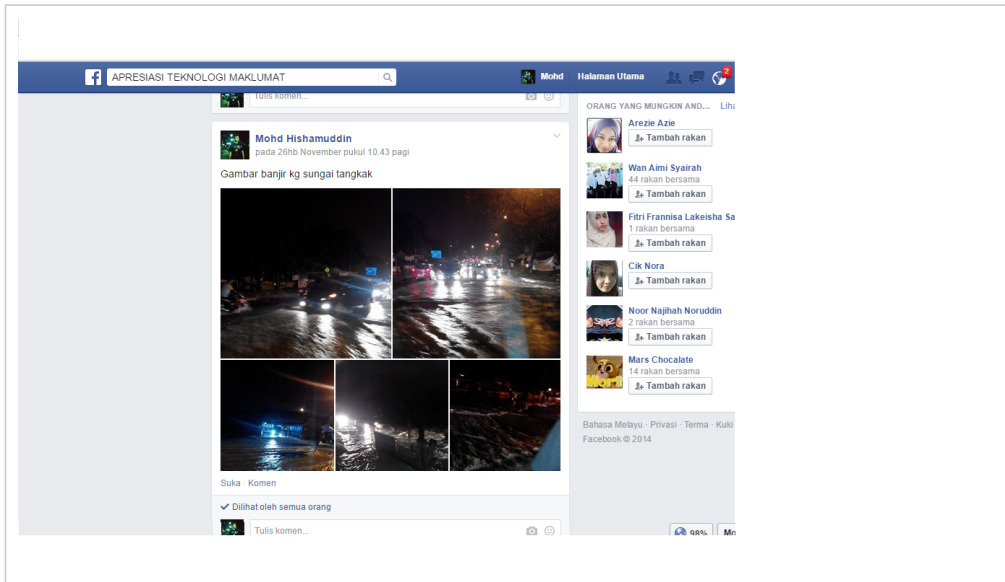 APRESIASI TEKNOLOGI MAKLUMAT
Mohd
Halaman Utama
2
Tulis komen...
Mohd Hishamuddin
pada 26hb November pukul 10.43 pagi
Gambar banjir kg sungai tangkak
Suka · Komen
Dilihat oleh semua orang
Tulis komen...
ORANG YANG MUNGKIN AND... Liha
Arezie Azie
Tambah rakan
Wan Aimi Syairah
44 rakan bersama
Tambah rakan
Fitri Frannisa Lakeisha Sa
1 rakan bersama
Tambah rakan
Cik Nora
Tambah rakan
Noor Najihah Noruddin
2 rakan bersama
Tambah rakan
Mars Chocalate
14 rakan bersama
Tambah rakan
Bahasa Melayu · Privasi · Terma · Kuki
Facebook © 2014
98%
Mo